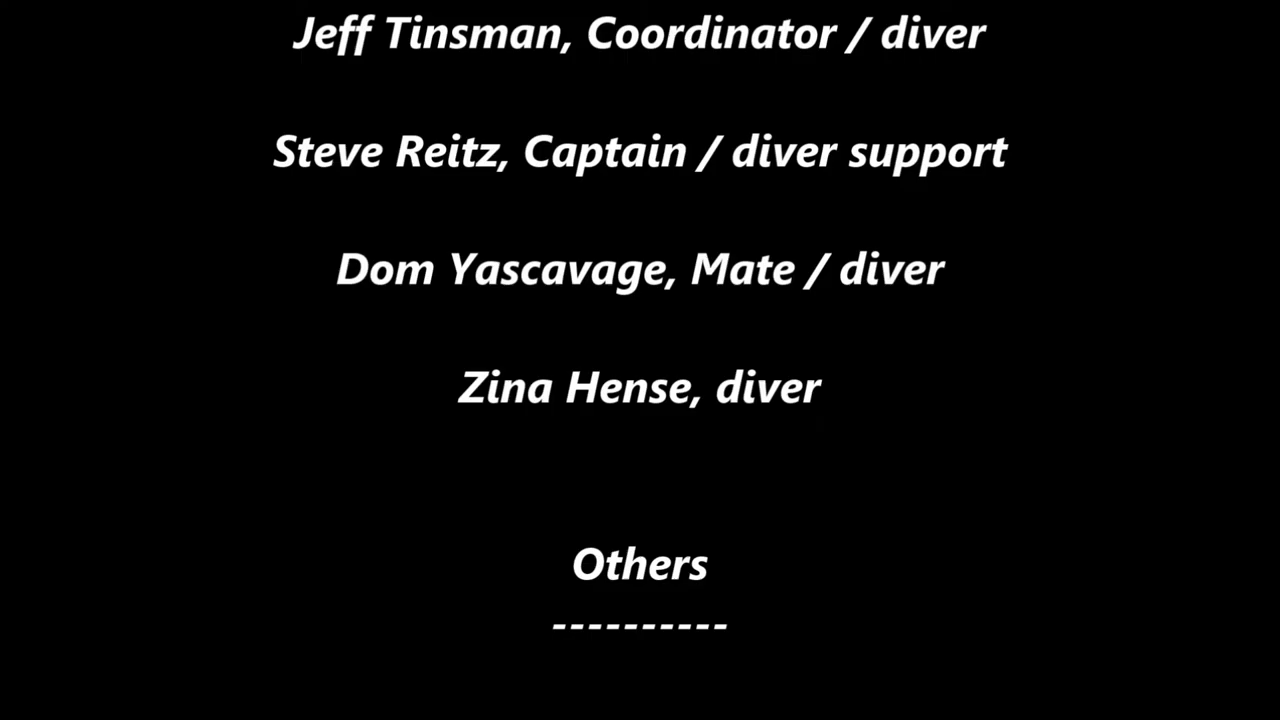 Jeff Tinsman, Coordinator / diver
Steve Reitz, Captain / diver support
Dom Yascavage, Mate / diver
Zina Hense, diver
Others
----------